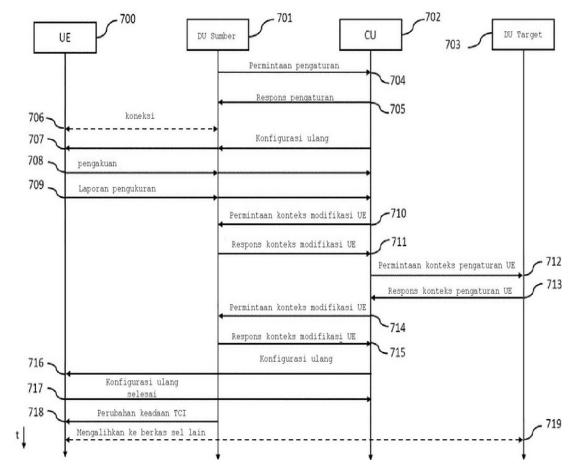 700
701
702
703
UE
DU Sumber
CU
DU Target
Permintaan pengaturan
704
Respons pengaturan
705
706
koneksi
707
Konfigurasi ulang
708
pengakuan
709
Laporan pengukuran
Permintaan konteks modifikasi UE
710
Respons konteks modifikasi UE
711
Permintaan konteks pengaturan UE
712
Respons konteks pengaturan UE
713
Permintaan konteks modifikasi UE
714
Respons konteks modifikasi UE
715
716
Konfigurasi ulang
717
Konfigurasi ulang
selesai
718
Perubahan keadaan TCI
719
t
Mengalihkan ke berkas sel lain